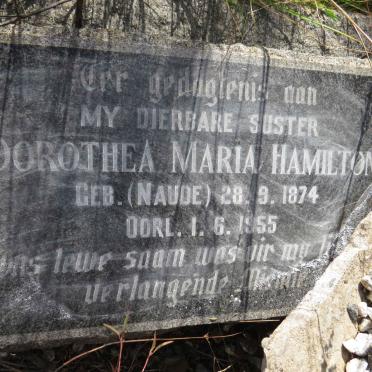 Ter gedagtenis aan
MY DIERBARE SUSTER
DOROTHEA MARIA HAMILTON
GEB. (NAUDE) 28. 9. 1874
OORL. 1. 6. 1955
ons lewe saam was vir my
verlangende